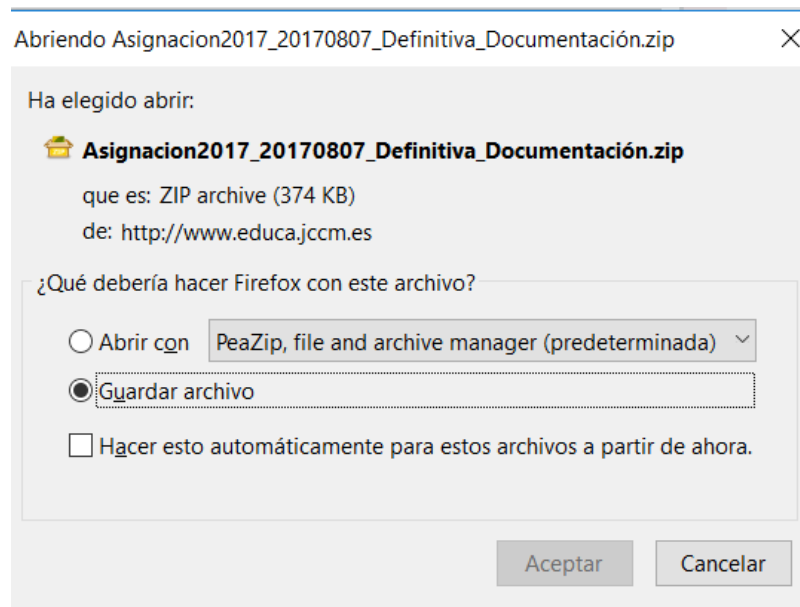 Abriendo Asignacion2017_20170807_Definitiva_Documentación.zip
Ha elegido abrir:
Asignacion2017_20170807_Definitiva_Documentación.zip
que es: ZIP archive (374 KB)
de: http://www.educa.jccm.es
¿Qué debería hacer Firefox con este archivo?
Abrir con PeaZip, file and archive manager (predeterminada)
Guardar archivo
Hacer esto automáticamente para estos archivos a partir de ahora.
Aceptar Cancelar